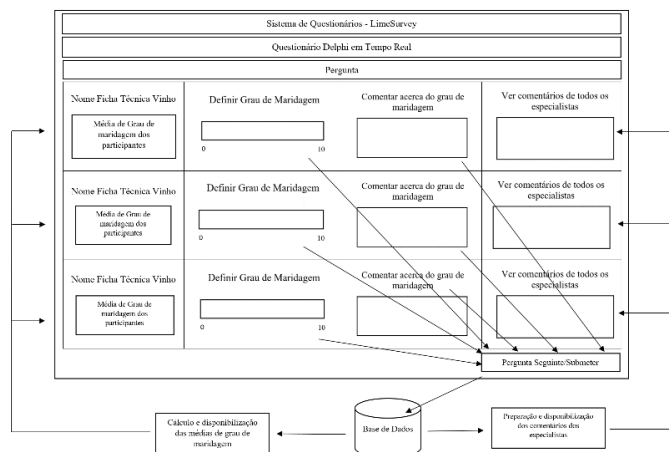 Sistema de Questionários - LimeSurvey
Questionário Delphi em Tempo Real
Pergunta
Nome Ficha Técnica Vinho
Média de Grau de
maridagem dos
participantes
Definir Grau de Maridagem
0
10
Comentar acerca do grau de
maridagem
Ver comentários de todos os
especialistas
Nome Ficha Técnica Vinho
Média de Grau de
maridagem dos
participantes
Definir Grau de Maridagem
0
10
Comentar acerca do grau de
maridagem
Ver comentários de todos os
especialistas
Nome Ficha Técnica Vinho
Média de Grau de
maridagem dos
participantes
Definir Grau de Maridagem
0
10
Comentar acerca do grau de
maridagem
Ver comentários de todos os
especialistas
Pergunta Seguinte/Submeter
Cálculo e disponibilização
das médias de grau de
maridagem
Base de Dados
Preparação e disponibilização
dos comentários dos
especialistas